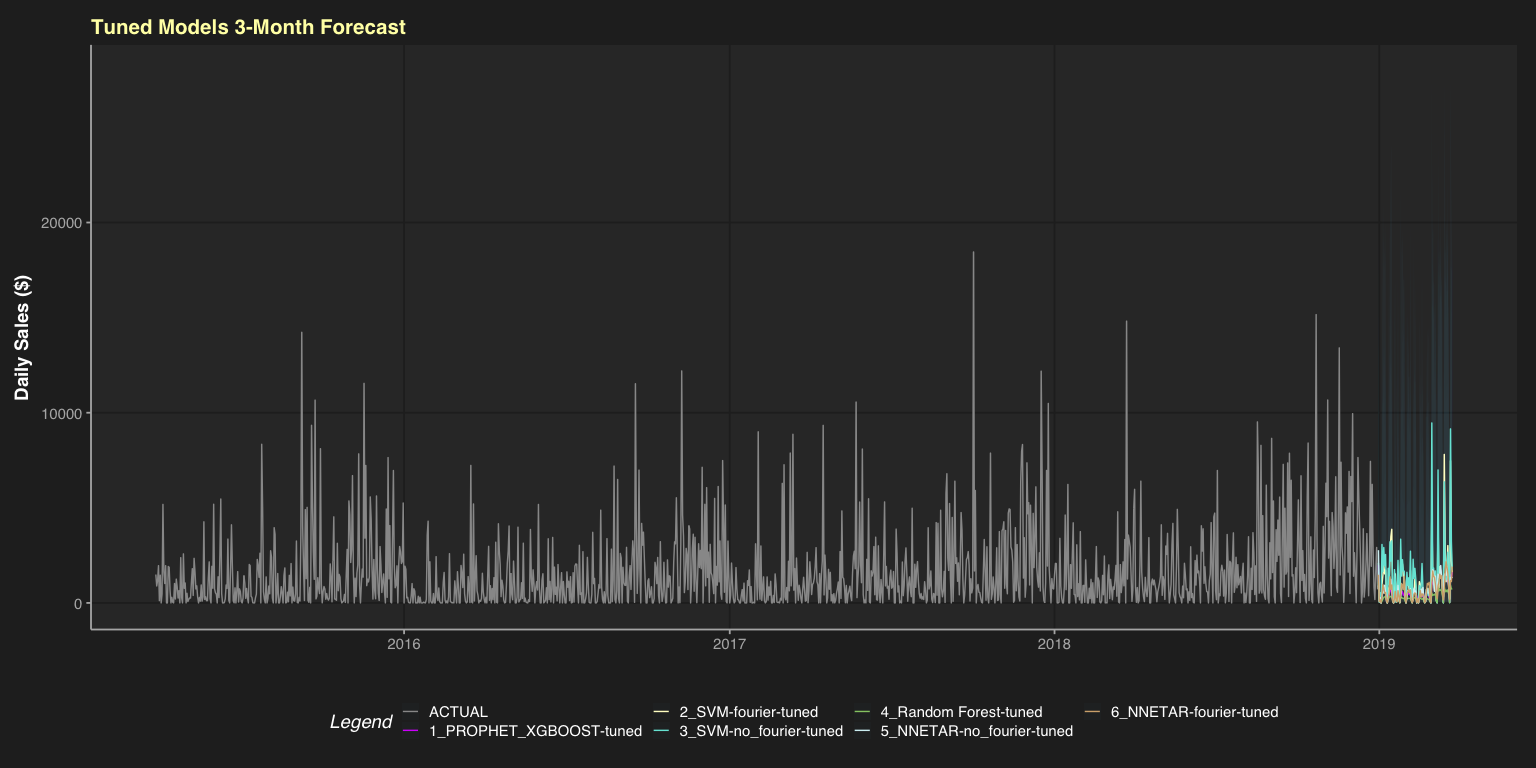 Tuned Models 3-Month Forecast
Daily Sales ($)
20000
10000
0
2016 2017 2018 2019
Legend
ACTUAL 2_SVM-fourier-tuned 4_Random Forest-tuned 6_NNETAR-fourier-tuned
1_PROPHET_XGBOOST-tuned 3_SVM-no_fourier-tuned 5_NNETAR-no_fourier-tuned